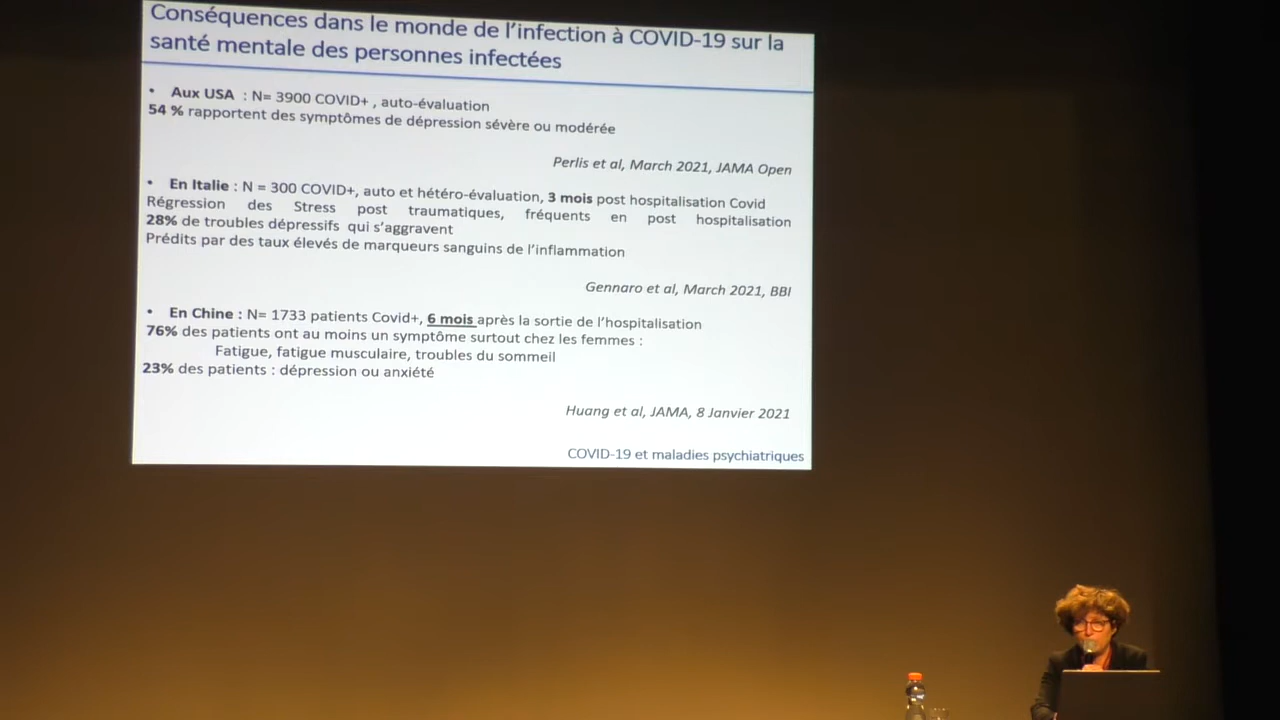 Conséquences dans le monde de l'infection à COVID-19 sur la
santé mentale des personnes infectées
• Aux USA : N= 3900 COVID+ , auto-évaluation
54 % rapportent des symptômes de dépression sévère ou modérée
Perlis et al, March 2021, JAMA Open
• En Italie : N = 300 COVID+, auto et hétéro-évaluation, 3 mois post hospitalisation Covid
Régression des Stress post traumatiques, fréquents en post hospitalisation
28% de troubles dépressifs qui s'aggravent
Prédits par des taux élevés de marqueurs sanguins de l'inflammation
Gennaro et al, March 2021, BBI
• En Chine : N= 1733 patients Covid+, 6 mois après la sortie de l'hospitalisation
76% des patients ont au moins un symptôme surtout chez les femmes :
Fatigue, fatigue musculaire, troubles du sommeil
23% des patients : dépression ou anxiété
Huang et al, JAMA, 8 Janvier 2021
COVID-19 et maladies psychiatriques